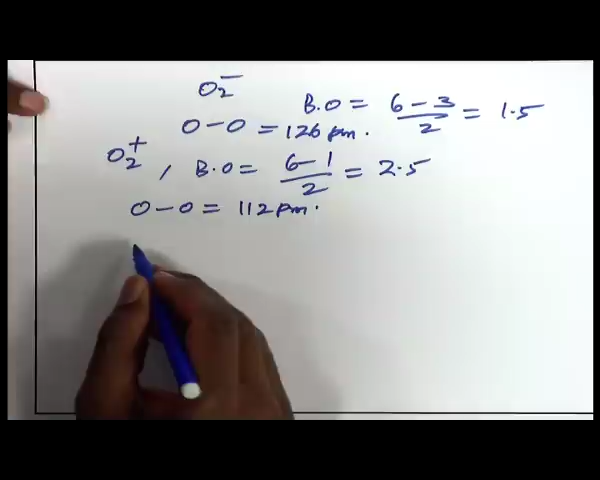 O₂⁻
B.O = 6-3/2 = 1.5
O-O = 126 pm.
O₂⁺, B.O = 6-1/2 = 2.5
O-O = 112 pm.